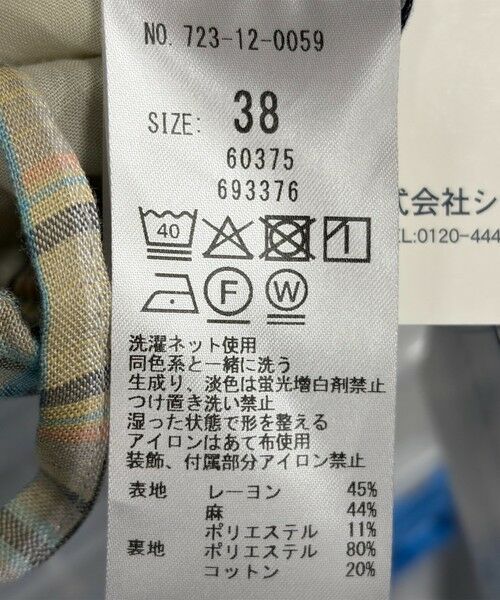 NO. 723-12-0059
SIZE: 38
60375
693376
式会社シ
EL:0120-444
40
F W
洗濯ネット使用
同色系と一緒に洗う
生成り、淡色は蛍光増白剤禁止
つけ置き洗い禁止
湿った状態で形を整える
アイロンはあて布使用
装飾、付属部分アイロン禁止
表地 レーヨン 45%
麻 44%
ポリエステル 11%
裏地 ポリエステル 80%
コットン 20%